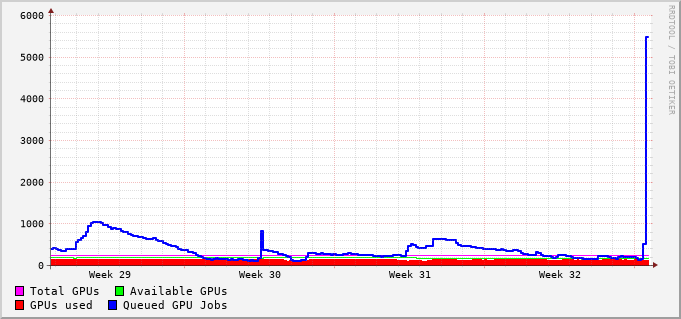 6000
5000
4000
3000
2000
1000
0
Week 29 Week 30 Week 31 Week 32
Total GPUs Available GPUs
GPUs used Queued GPU Jobs
RRDTOOL / TOBI OETIKER